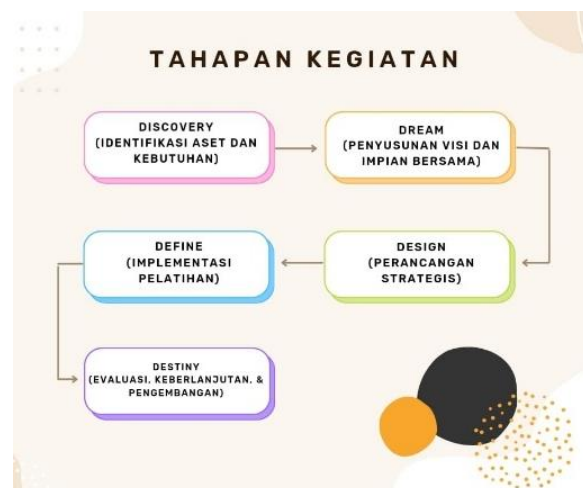 TAHAPAN KEGIATAN
DISCOVERY
(IDENTIFIKASI ASET DAN
KEBUTUHAN)
DREAM
(PENYUSUNAN VISI DAN
IMPIAN BERSAMA)
DESIGN
(PERANCANGAN
STRATEGIS)
DEFINE
(IMPLEMENTASI
PELATIHAN)
DESTINY
(EVALUASI, KEBERLANJUTAN, &
PENGEMBANGAN)